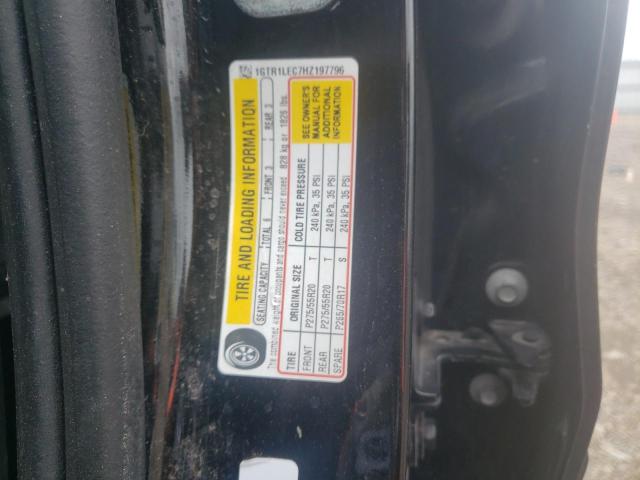 1GTR1LEC7HZ197796
TIRE AND LOADING INFORMATION
SEATING CAPACITY TOTAL 6 FRONT 3 REAR 3
The combined weight of occupants and cargo should never exceed 828 kg or 1826 lbs.
TIRE ORIGINAL SIZE COLD TIRE PRESSURE
FRONT P275/55R20 T 240 kPa, 35 PSI
REAR P275/55R20 T 240 kPa, 35 PSI
SPARE P265/70R17 S 240 kPa, 35 PSI
SEE OWNER'S
MANUAL FOR
ADDITIONAL
INFORMATION